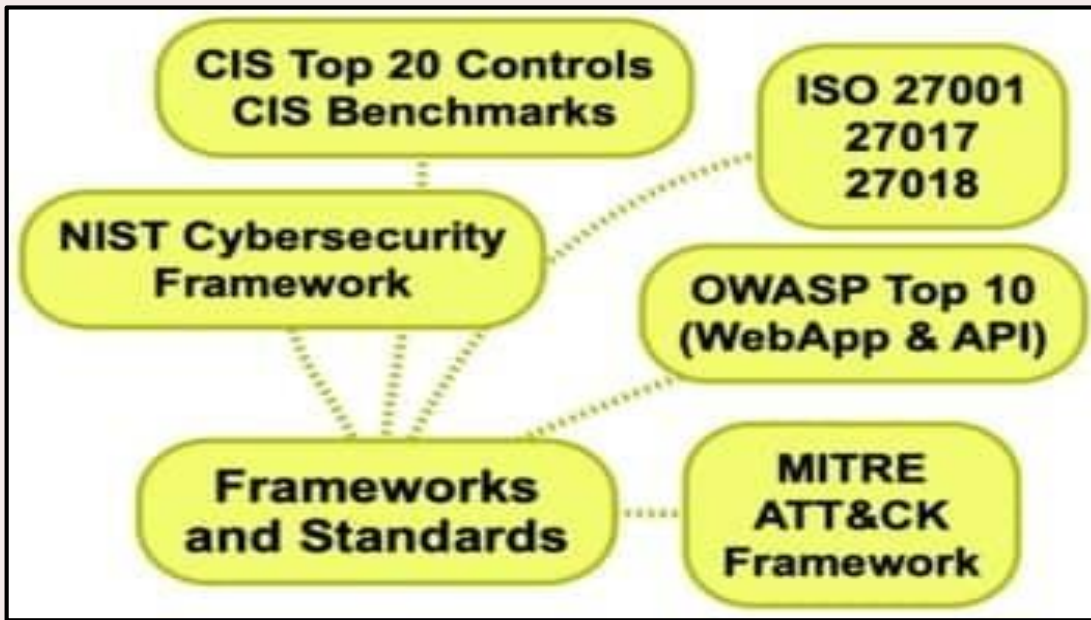 CIS Top 20 Controls
CIS Benchmarks
ISO 27001
27017
27018
NIST Cybersecurity
Framework
OWASP Top 10
(WebApp & API)
Frameworks
and Standards
MITRE
ATT&CK
Framework